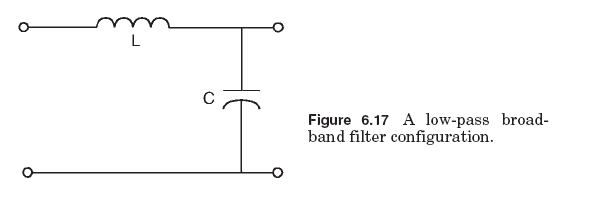 L
C
Figure 6.17 A low-pass broad-
band filter configuration.